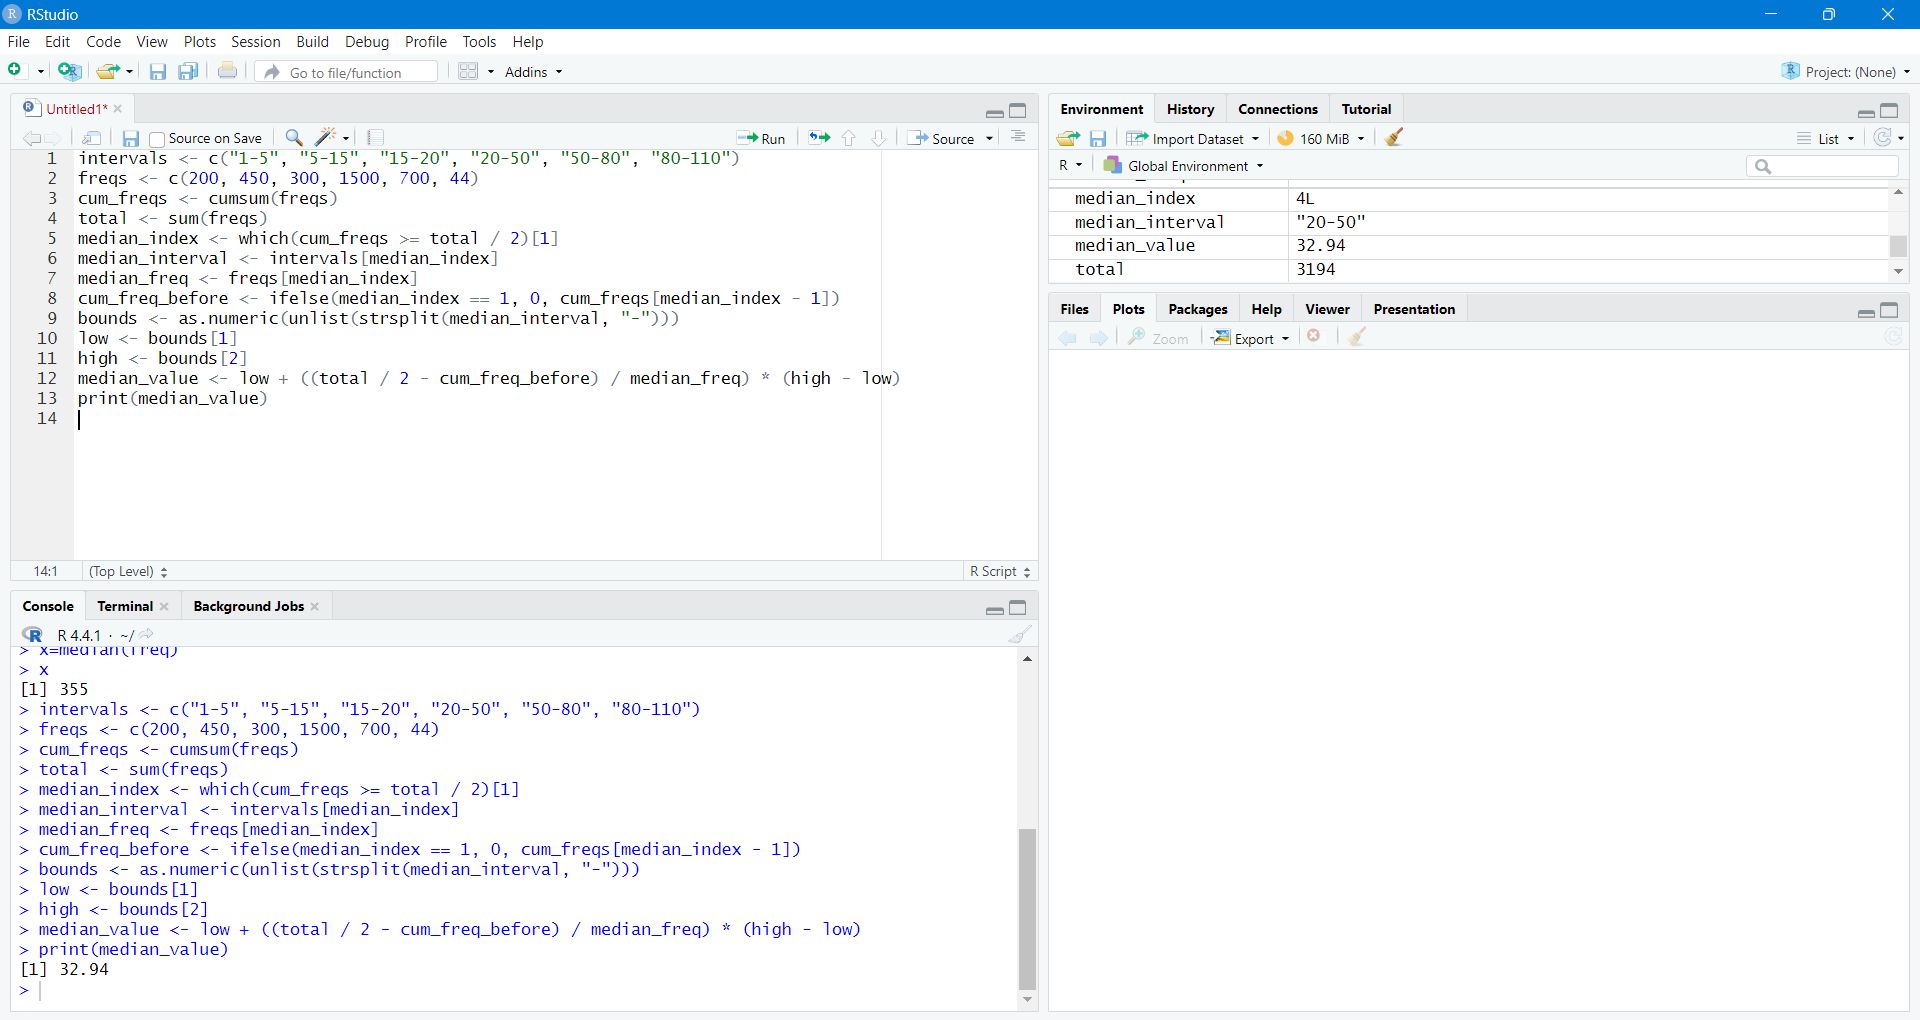 RStudio
File Edit Code View Plots Session Build Debug Profile Tools Help
Go to file/function Addins Project: (None)
Untitled1*
Source on Save Run Source
1 intervals <- c("1-5", "5-15", "15-20", "20-50", "50-80", "80-110")
2 freqs <- c(200, 450, 300, 1500, 700, 44)
3 cum_freqs <- cumsum(freqs)
4 total <- sum(freqs)
5 median_index <- which(cum_freqs >= total / 2)[1]
6 median_interval <- intervals[median_index]
7 median_freq <- freqs[median_index]
8 cum_freq_before <- ifelse(median_index == 1, 0, cum_freqs[median_index - 1])
9 bounds <- as.numeric(unlist(strsplit(median_interval, "-")))
10 low <- bounds[1]
11 high <- bounds[2]
12 median_value <- low + ((total / 2 - cum_freq_before) / median_freq) * (high - low)
13 print(median_value)
14
14:1 (Top Level) R Script
Console Terminal Background Jobs
R 4.4.1 · ~/
> x=median(freq)
> x
[1] 355
> intervals <- c("1-5", "5-15", "15-20", "20-50", "50-80", "80-110")
> freqs <- c(200, 450, 300, 1500, 700, 44)
> cum_freqs <- cumsum(freqs)
> total <- sum(freqs)
> median_index <- which(cum_freqs >= total / 2)[1]
> median_interval <- intervals[median_index]
> median_freq <- freqs[median_index]
> cum_freq_before <- ifelse(median_index == 1, 0, cum_freqs[median_index - 1])
> bounds <- as.numeric(unlist(strsplit(median_interval, "-")))
> low <- bounds[1]
> high <- bounds[2]
> median_value <- low + ((total / 2 - cum_freq_before) / median_freq) * (high - low)
> print(median_value)
[1] 32.94
>
Environment History Connections Tutorial
Import Dataset 160 MiB List
R Global Environment
median_index 4L
median_interval "20-50"
median_value 32.94
total 3194
Files Plots Packages Help Viewer Presentation
Zoom Export